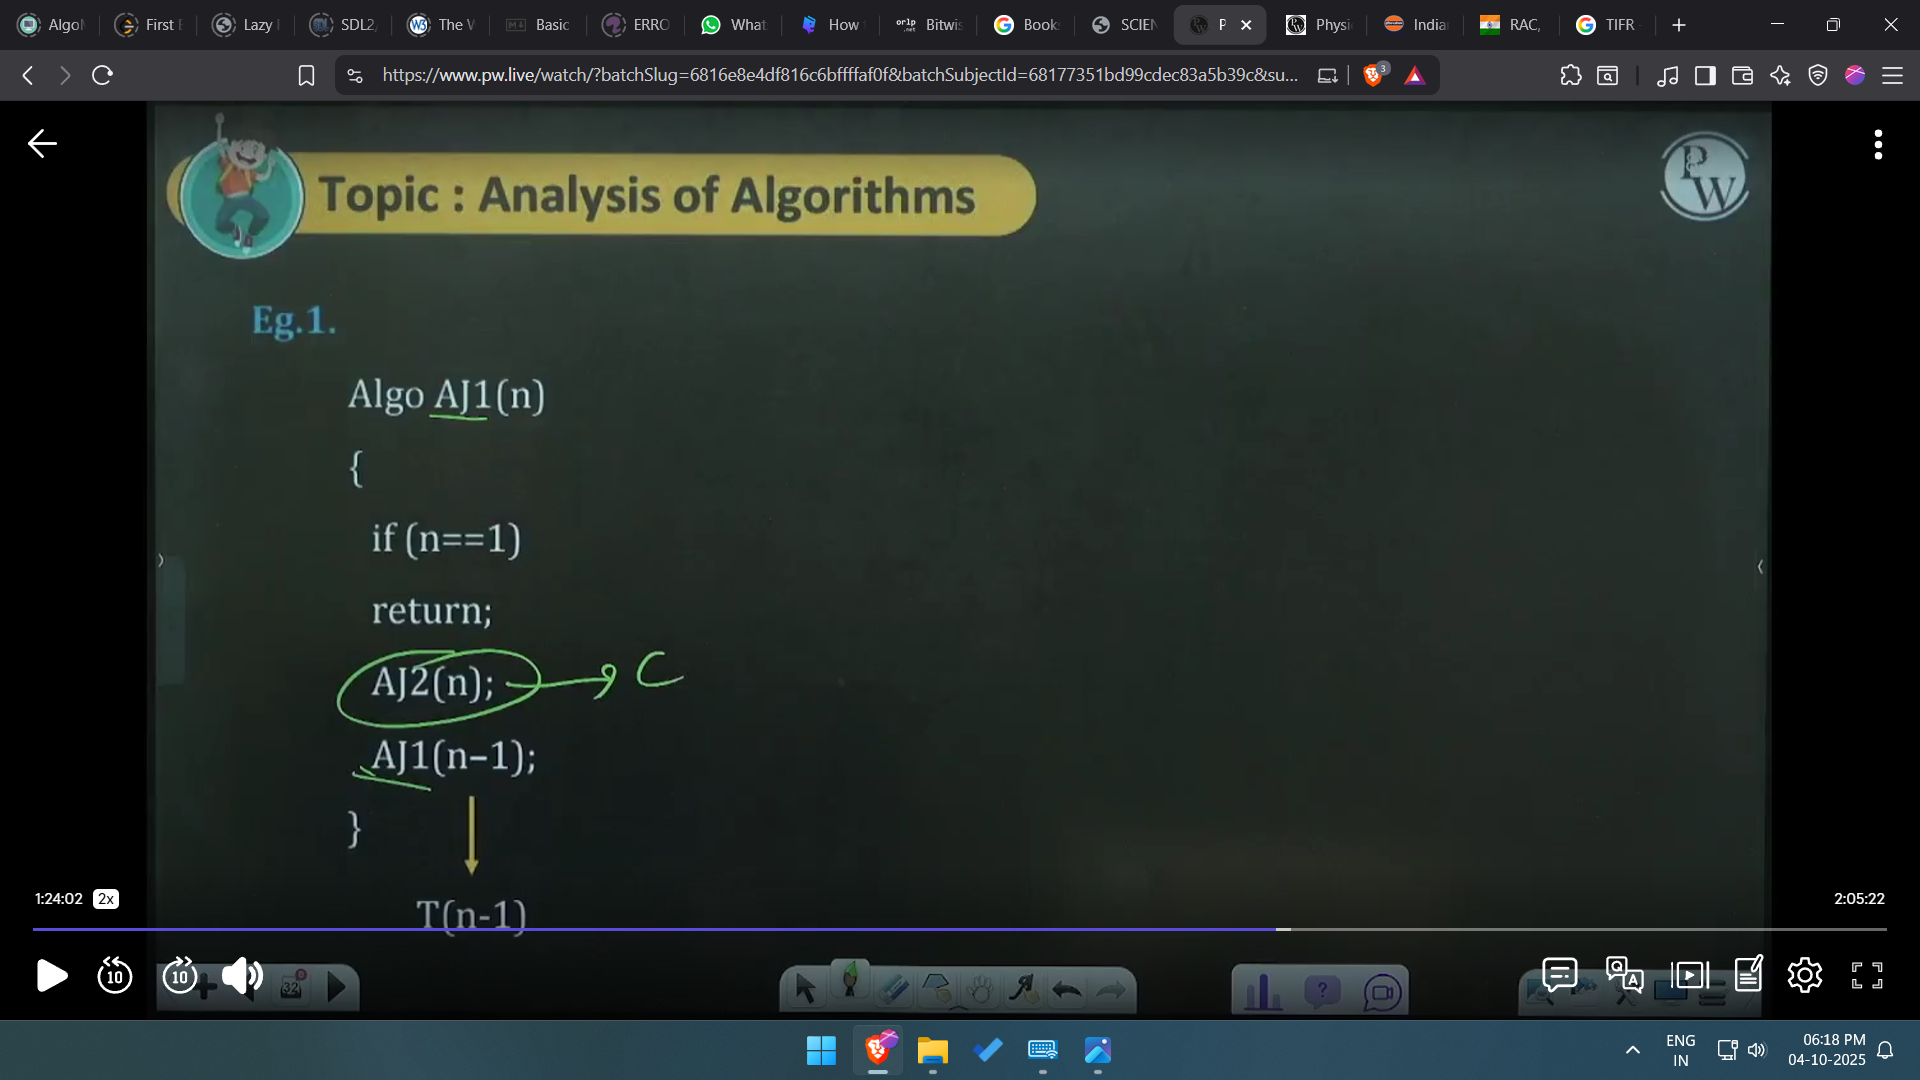 Algo
First
Lazy
SDL2,
The W
Basic
ERRO
What
How
Bitwis
Book
SCIEN
P
Physi
India
RAC,
TIFR
https://www.pw.live/watch/?batchSlug=6816e8e4df816c6bffffaf0f&batchSubjectId=68177351bd99cdec83a5b39c&su...
3
Topic : Analysis of Algorithms
PW
Eg.1.
Algo AJ1(n)
{
if (n==1)
return;
AJ2(n); C
AJ1(n–1);
}
T(n-1)
1:24:02 2x
2:05:22
10
10
32
ENG
IN
06:18 PM
04-10-2025